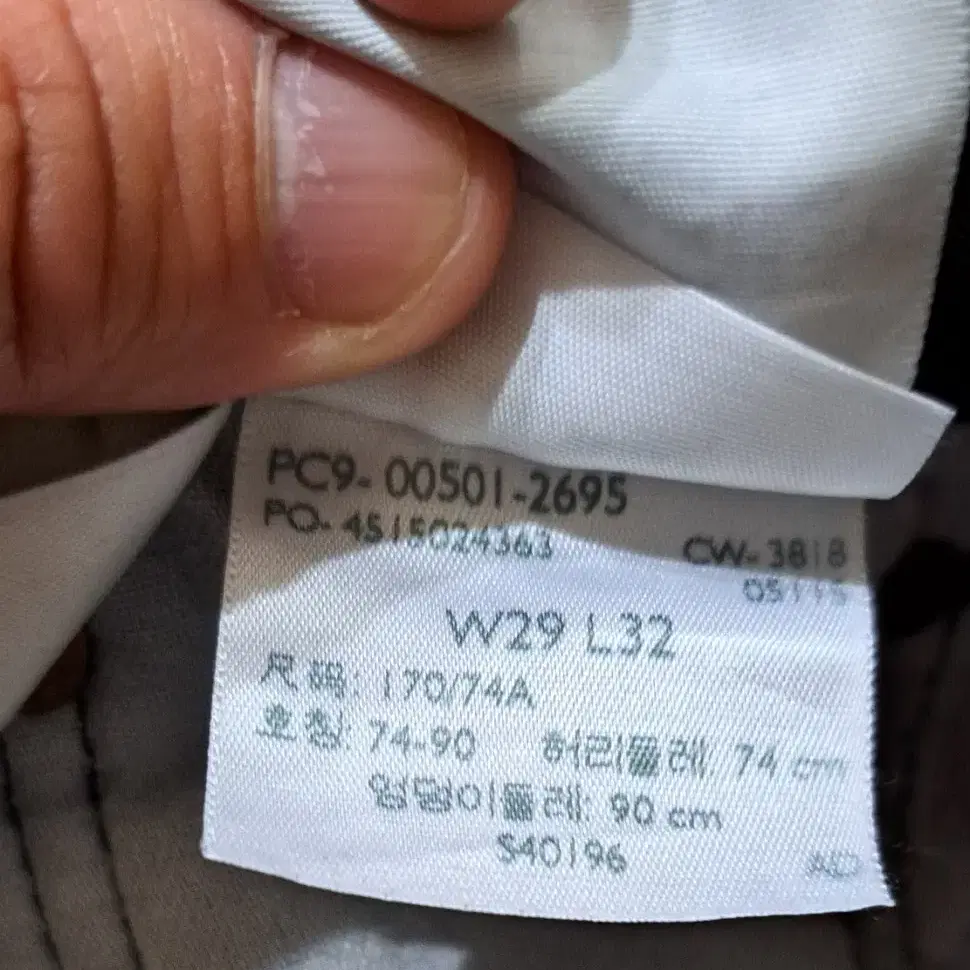 PC9-00501-2695
PO-4515024363
CW-3818
05/15
W29 L32
尺码: 170/74A
호칭: 74-90 허리둘레: 74 cm
엉덩이둘레: 90 cm
S40196 AD